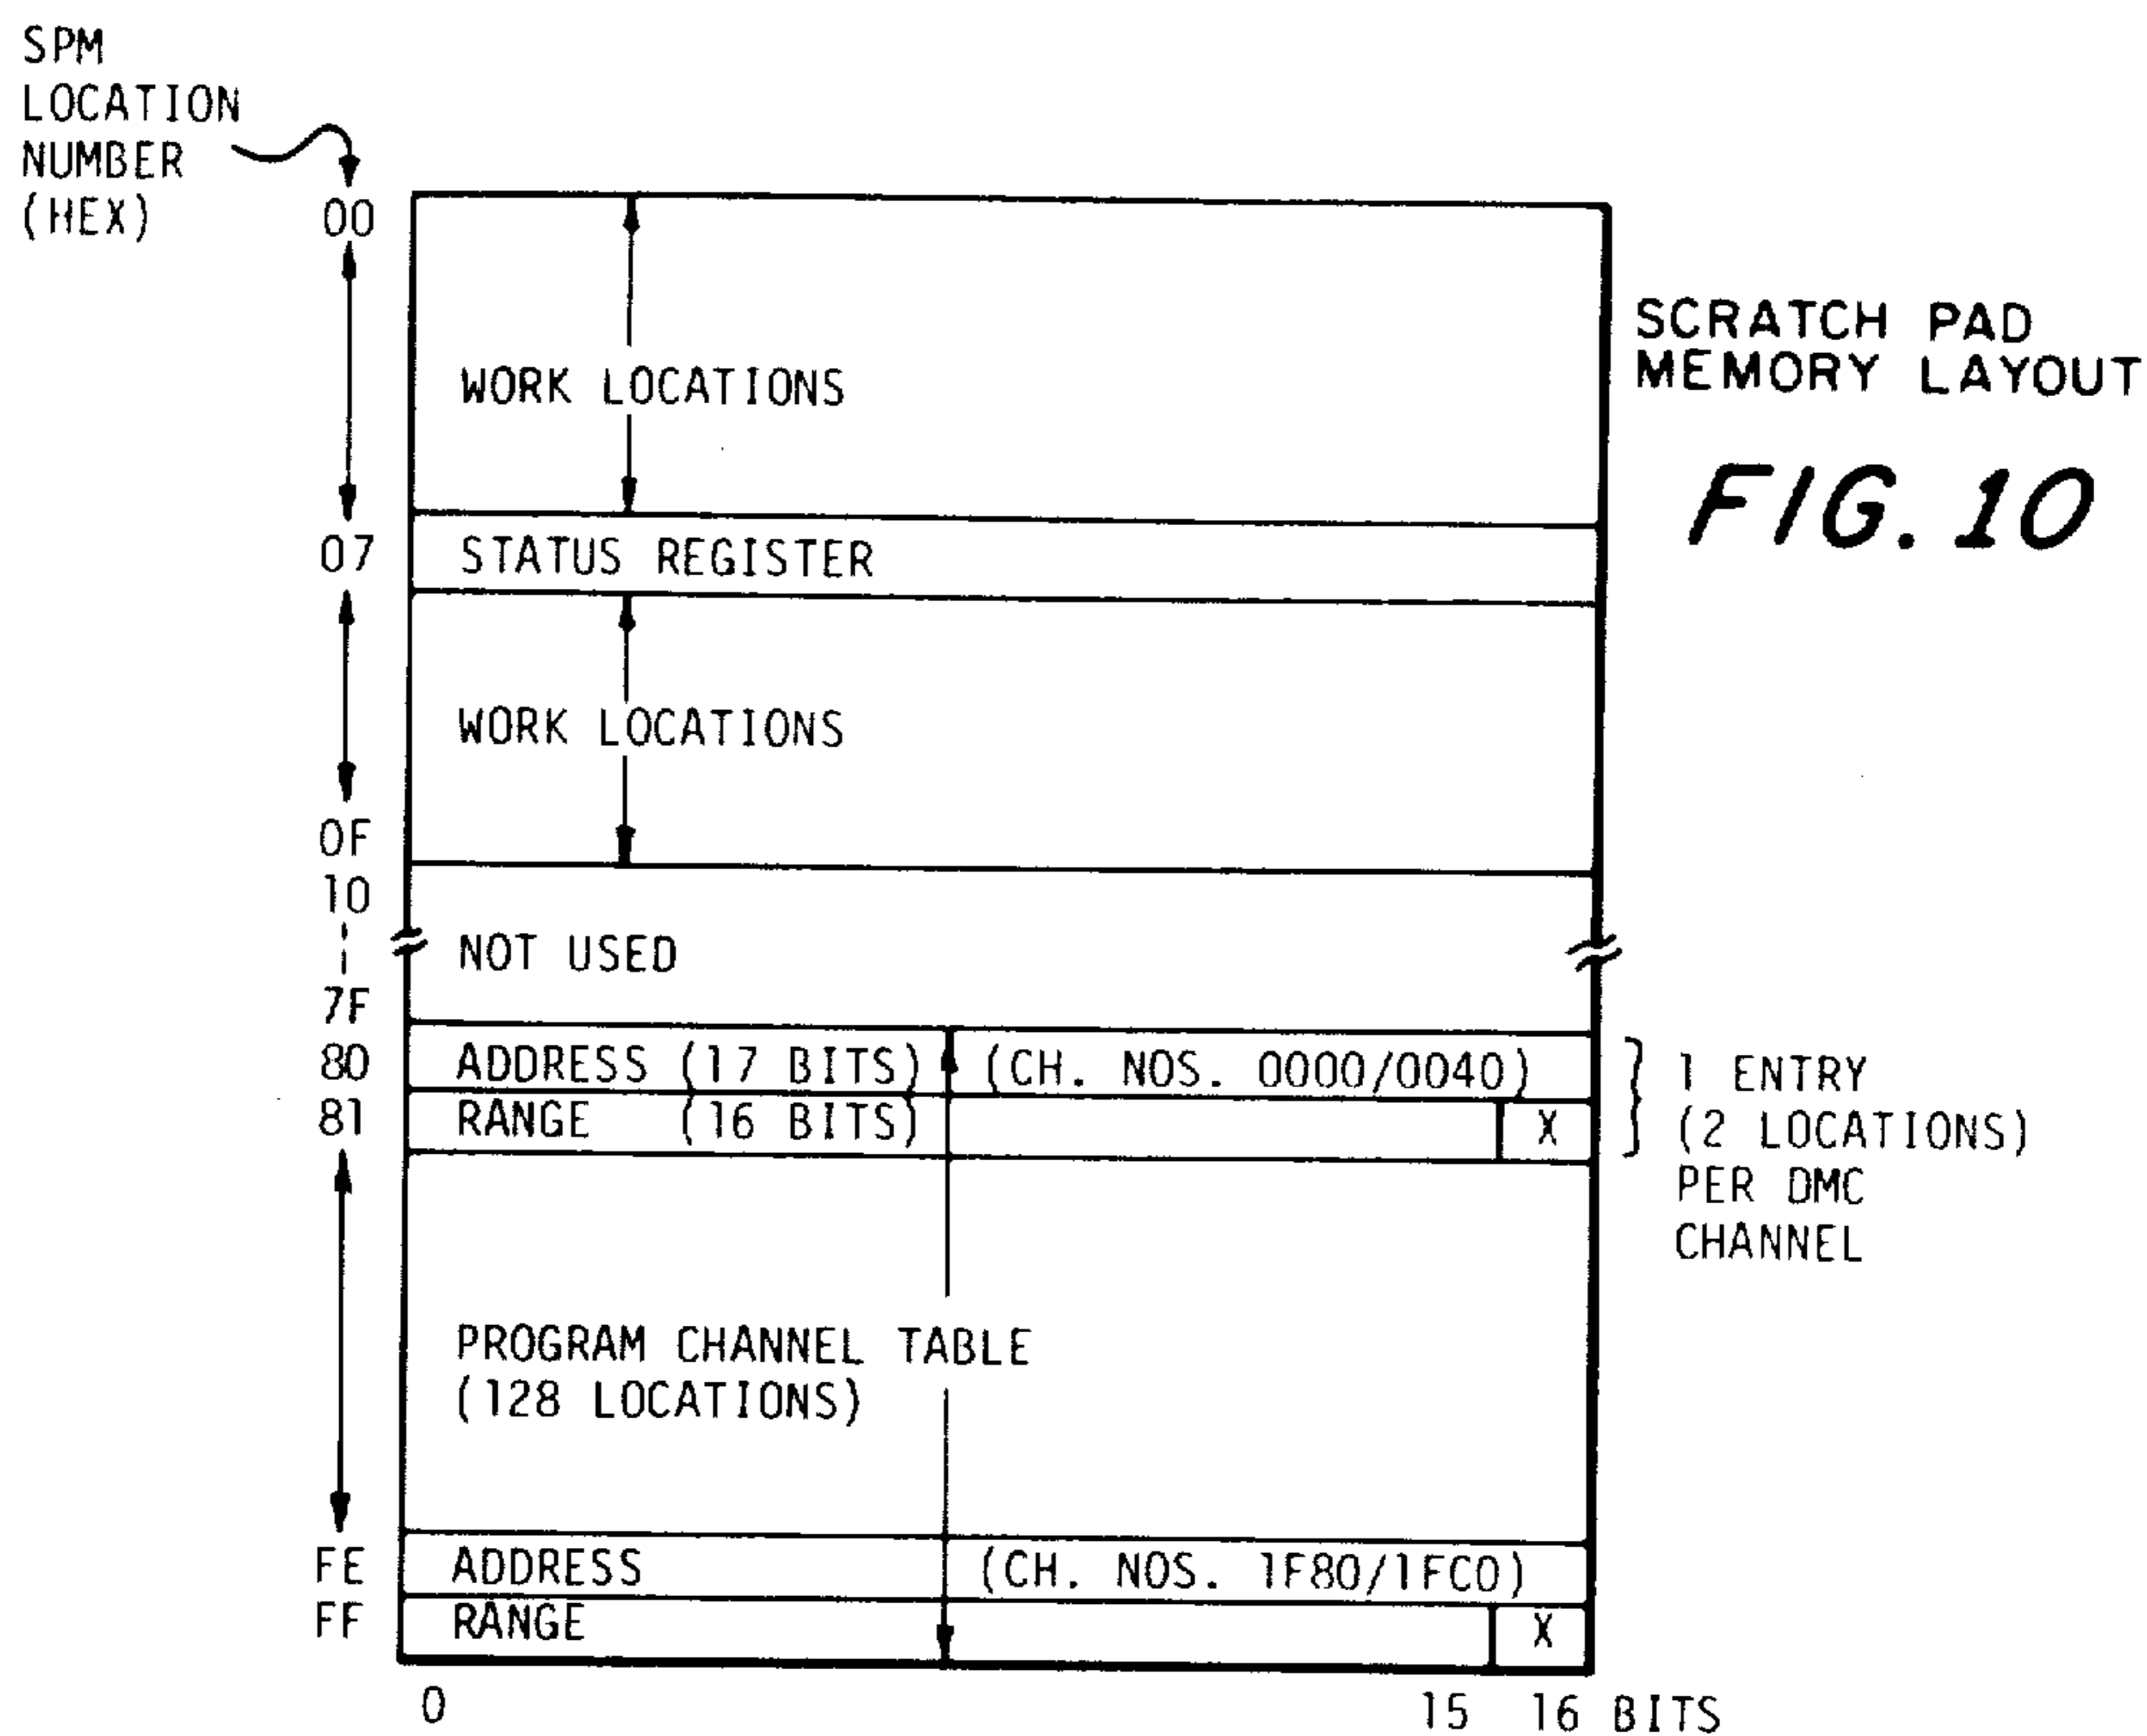 SPM
LOCATION
NUMBER
(HEX)
00
SCRATCH PAD
MEMORY LAYOUT
WORK LOCATIONS
FIG. 10
07
STATUS REGISTER
WORK LOCATIONS
0F
10
NOT USED
7F
80
ADDRESS (17 BITS)
(CH. NOS. 0000/0040)
81
RANGE (16 BITS)
X
1 ENTRY
(2 LOCATIONS)
PER DMC
CHANNEL
PROGRAM CHANNEL TABLE
(128 LOCATIONS)
FE
ADDRESS
(CH. NOS. 1F80/1FC0)
FF
RANGE
X
0
15
16 BITS